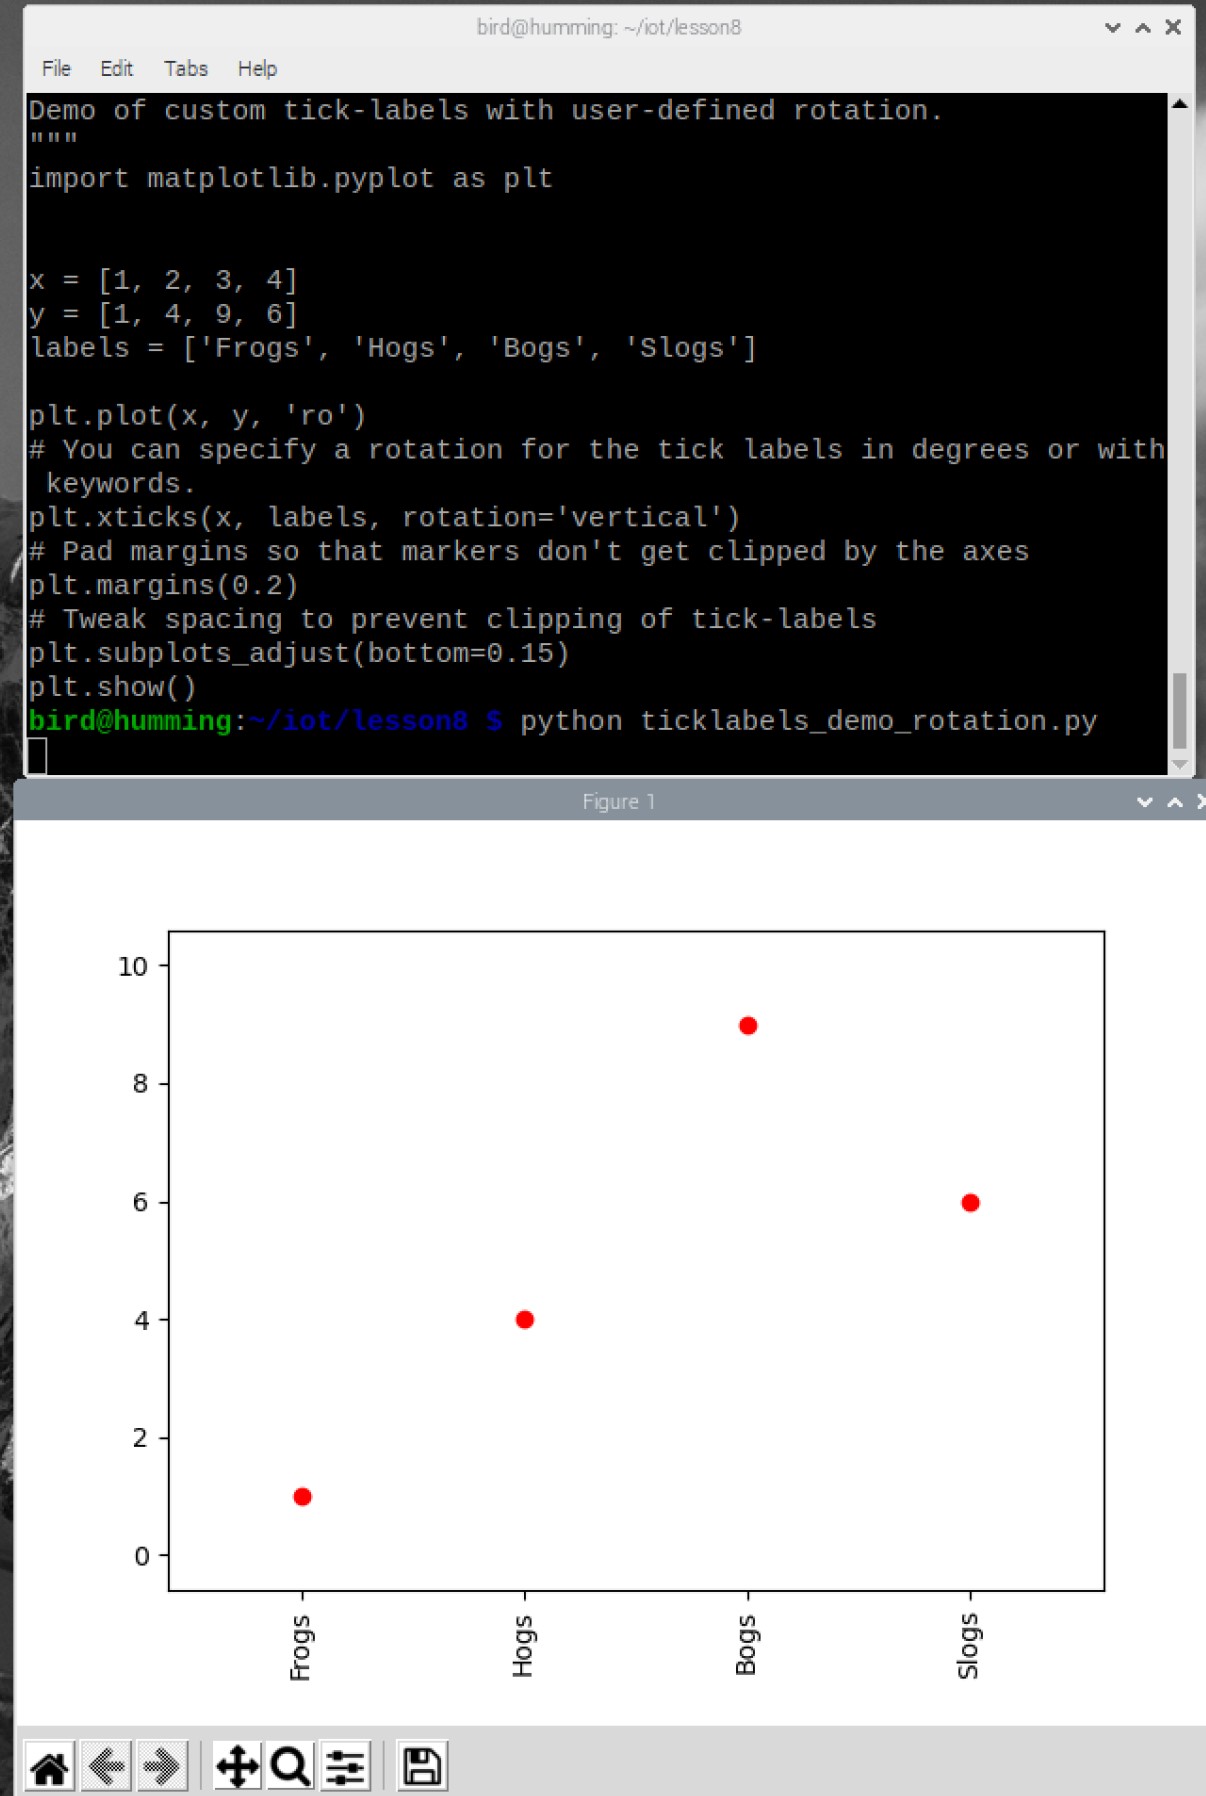 bird@humming: ~/iot/lesson8
File Edit Tabs Help
Demo of custom tick-labels with user-defined rotation.
"""
import matplotlib.pyplot as plt
x = [1, 2, 3, 4]
y = [1, 4, 9, 6]
labels = ['Frogs', 'Hogs', 'Bogs', 'Slogs']
plt.plot(x, y, 'ro')
# You can specify a rotation for the tick labels in degrees or with
keywords.
plt.xticks(x, labels, rotation='vertical')
# Pad margins so that markers don't get clipped by the axes
plt.margins(0.2)
# Tweak spacing to prevent clipping of tick-labels
plt.subplots_adjust(bottom=0.15)
plt.show()
bird@humming:~/iot/lesson8 $ python ticklabels_demo_rotation.py
Figure 1
10
8
6
4
2
0
Frogs
Hogs
Bogs
Slogs